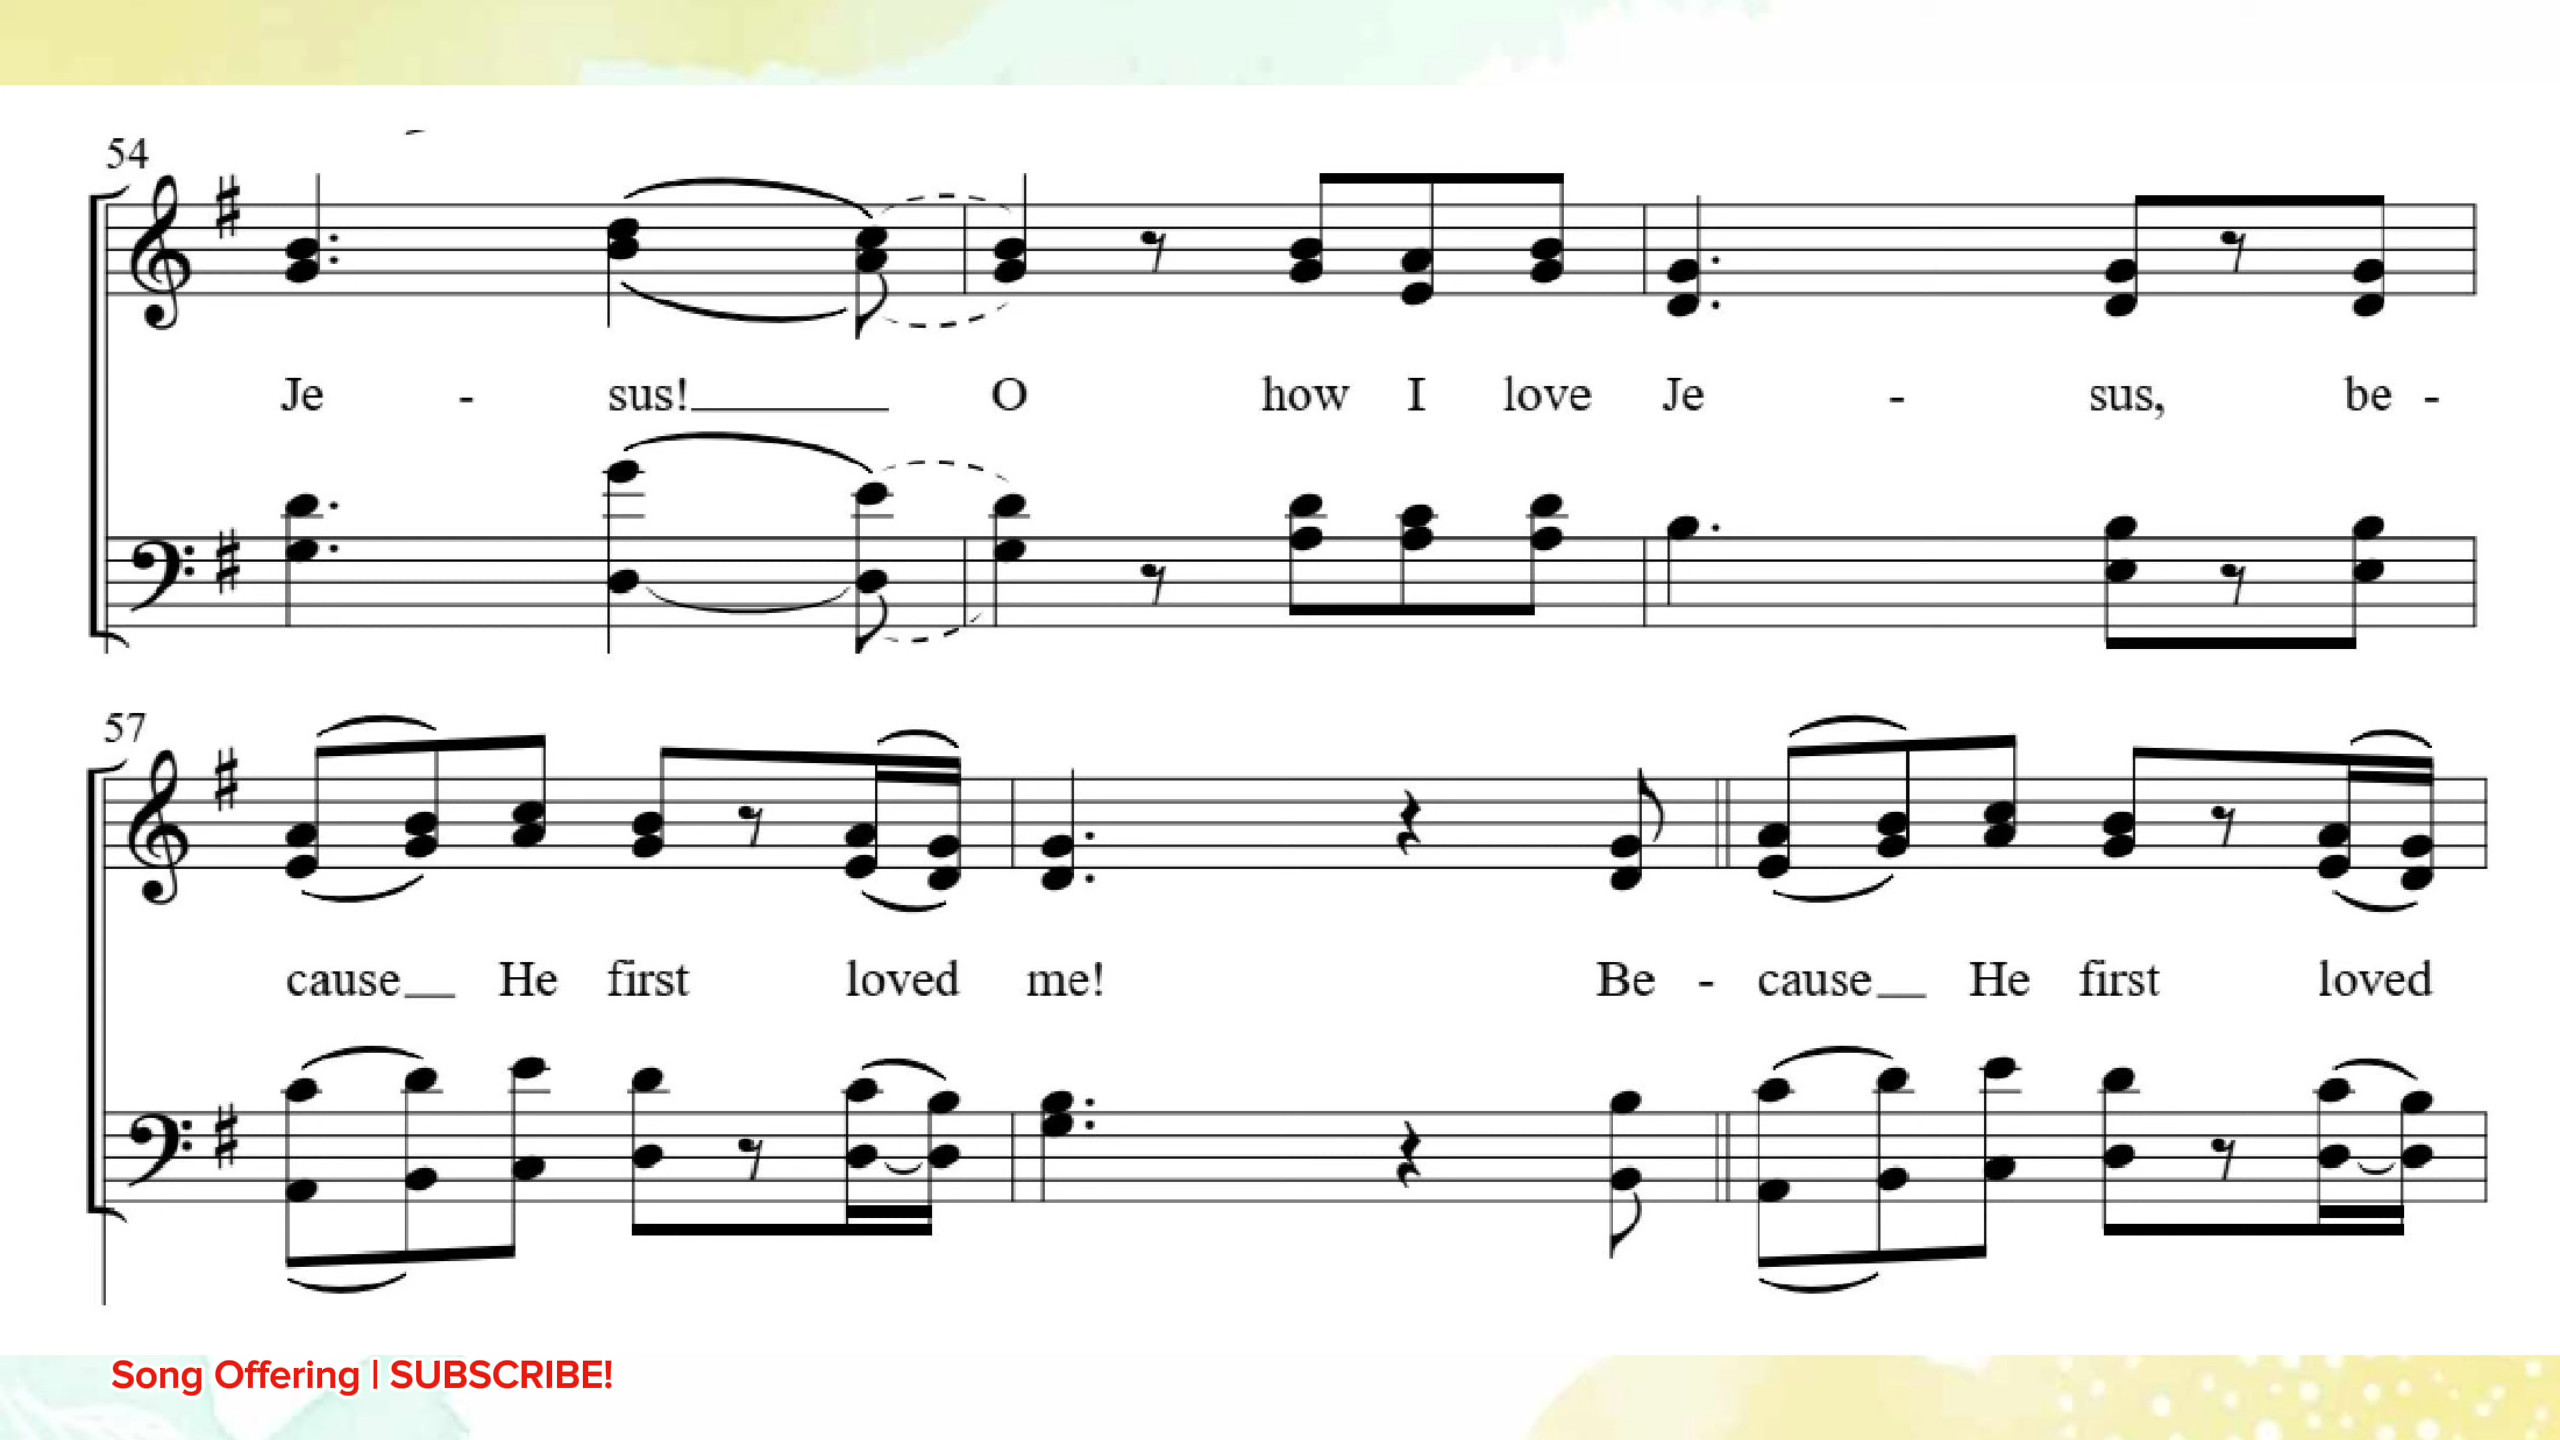 54
Je - sus! O how I love Je - sus, be -
57
cause He first loved me! Be - cause He first loved
Song Offering | SUBSCRIBE!